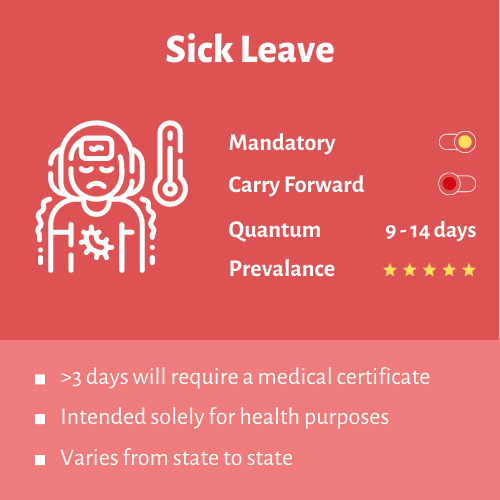 Sick Leave
Mandatory
Carry Forward
Quantum 9 - 14 days
Prevalance
>3 days will require a medical certificate
Intended solely for health purposes
Varies from state to state